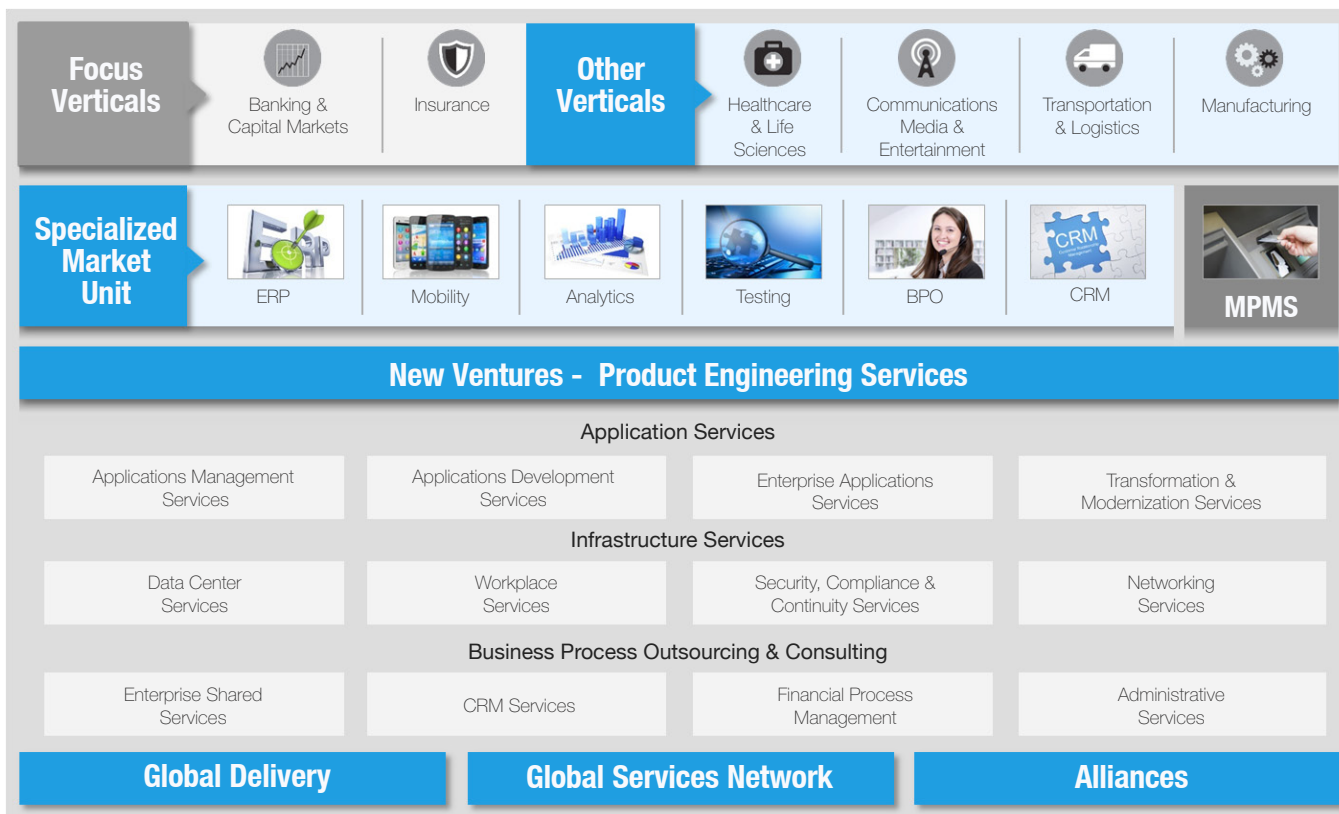 Focus
Verticals
Banking &
Capital Markets
Insurance
Other
Verticals
Healthcare
& Life
Sciences
Communications
Media &
Entertainment
Transportation
& Logistics
Manufacturing
Specialized
Market
Unit
ERP
Mobility
Analytics
Testing
BPO
CRM
CRM
MPMS
New Ventures - Product Engineering Services
Application Services
Applications Management
Services
Applications Development
Services
Enterprise Applications
Services
Transformation &
Modernization Services
Infrastructure Services
Data Center
Services
Workplace
Services
Security, Compliance &
Continuity Services
Networking
Services
Business Process Outsourcing & Consulting
Enterprise Shared
Services
CRM Services
Financial Process
Management
Administrative
Services
Global Delivery
Global Services Network
Alliances